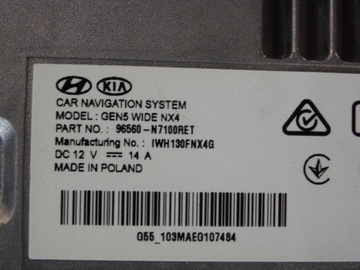 KIA
CAR NAVIGATION SYSTEM
MODEL : GEN5 WIDE NX4
PART NO. : 96560-N7100RET
Manufacturing No. : IWH130FNX4G
DC 12 V ⎓ 14 A
MADE IN POLAND
G55_103MAEG107484